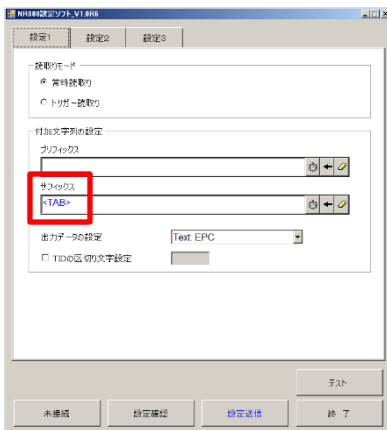 NR800設定ソフト_V1.0R6
設定1 設定2 設定3
読取りモード
常時読取り
トリガー読取り
付加文字列の設定
プリフィックス
サフィックス
<TAB>
出力データの設定 Text: EPC
TIDの区切り文字設定
テスト
未接続 設定確認 設定送信 終 了